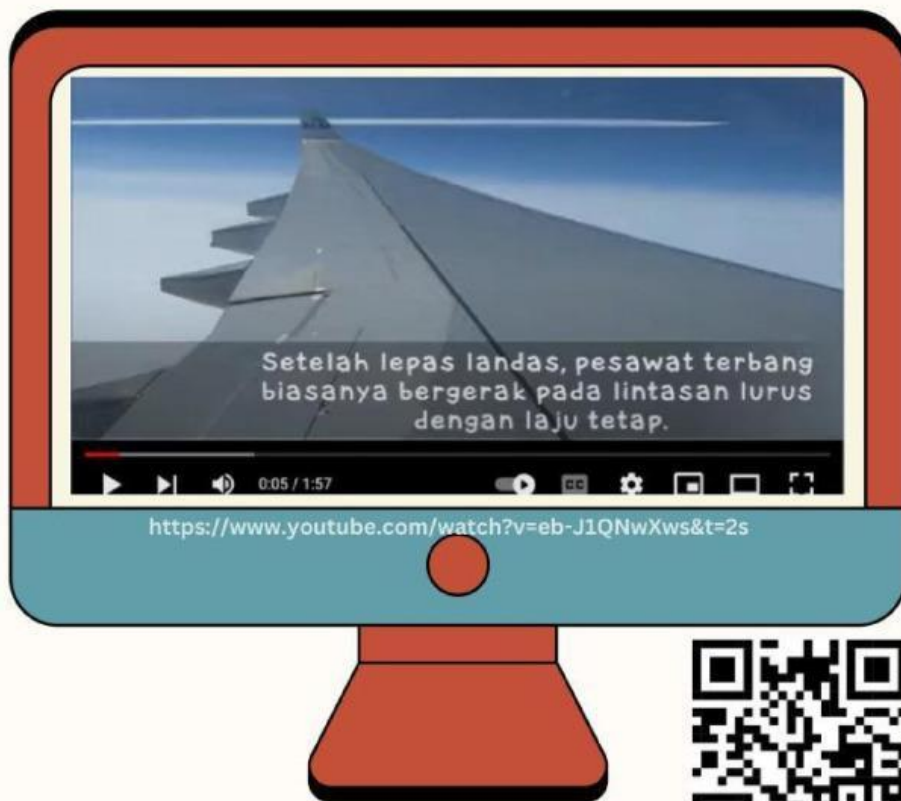 Setelah lepas landas, pesawat terbang
biasanya bergerak pada lintasan lurus
dengan laju tetap.
0:05 / 1:57
CC
https://www.youtube.com/watch?v=eb-J1QNwXws&t=2s